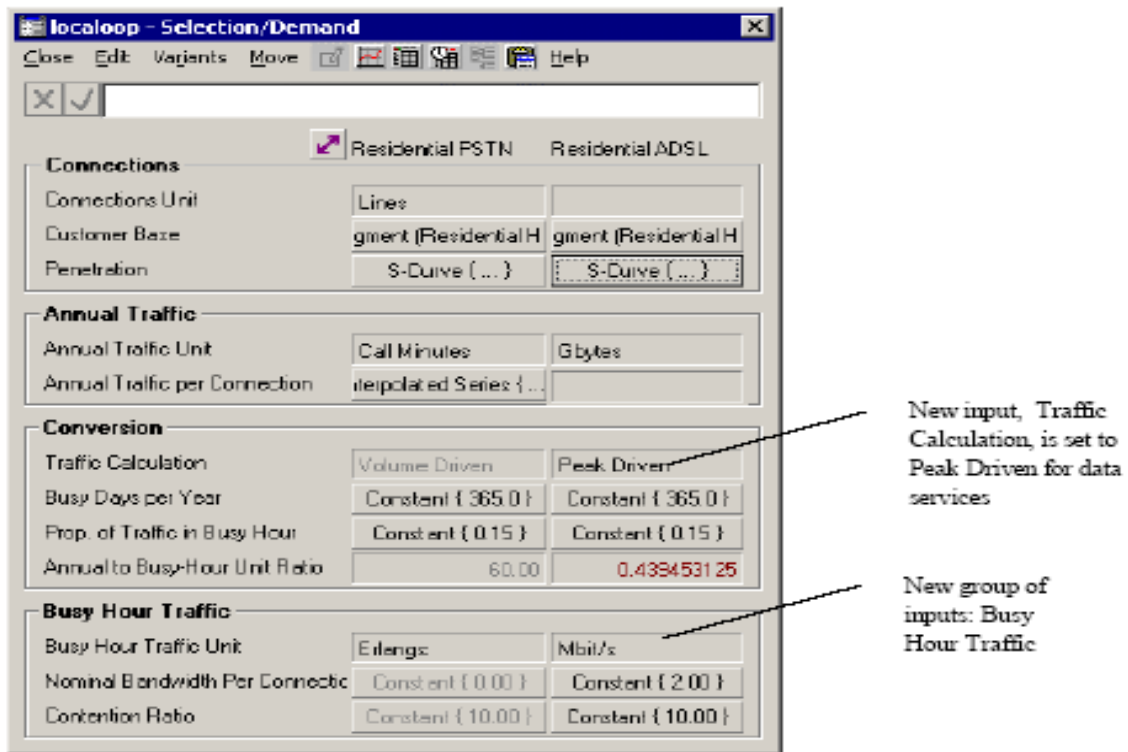 localoop - Selection/Demand
Close Edit Variants Move Help
Residential PSTN Residential ADSL
Connections
Connections Unit Lines
Customer Base gment (Residential H gment (Residential H
Penetration S-Curve { ... } S-Curve { ... }
Annual Traffic
Annual Traffic Unit Call Minutes Gbytes
Annual Traffic per Connection iterpolated Series { ...
Conversion
Traffic Calculation Volume Driven Peak Driven
Busy Days per Year Constant { 365.0 } Constant { 365.0 }
Prop. of Traffic in Busy Hour Constant { 0.15 } Constant { 0.15 }
Annual to Busy-Hour Unit Ratio 60.00 0.439453125
Busy Hour Traffic
Busy Hour Traffic Unit Erlangs Mbit/s
Nominal Bandwidth Per Connectio Constant { 0.00 } Constant { 2.00 }
Contention Ratio Constant { 10.00 } Constant { 10.00 }
New input, Traffic
Calculation, is set to
Peak Driven for data
services
New group of
inputs: Busy
Hour Traffic